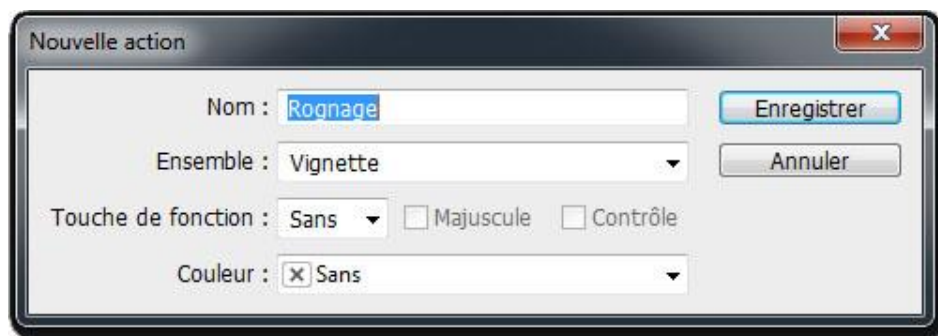 Nouvelle action
Nom : Rognage Enregistrer
Ensemble : Vignette Annuler
Touche de fonction : Sans Majuscule Contrôle
Couleur : Sans